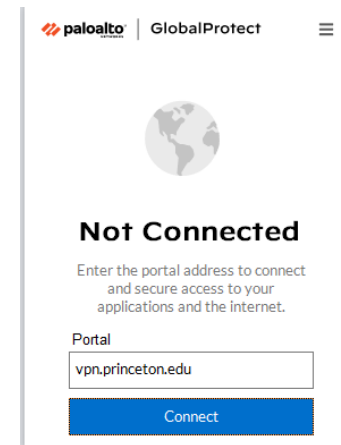 paloalto GlobalProtect
NETWORKS
Not Connected
Enter the portal address to connect
and secure access to your
applications and the internet.
Portal
vpn.princeton.edu
Connect